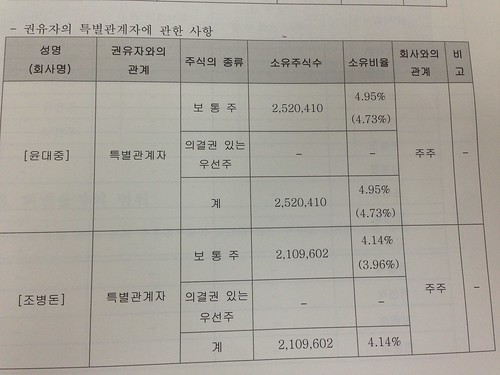 - 권유자의 특별관계자에 관한 사항
성명 (회사명) 권유자와의 관계 주식의 종류 소유주식수 소유비율 회사와의 관계 비고
[윤대중] 특별관계자 보 통 주 2,520,410 4.95% (4.73%) 주주 -
의결권 있는 우선주 - -
계 2,520,410 4.95% (4.73%)
[조병돈] 특별관계자 보 통 주 2,109,602 4.14% (3.96%) 주주 -
의결권 있는 우선주 - -
계 2,109,602 4.14%